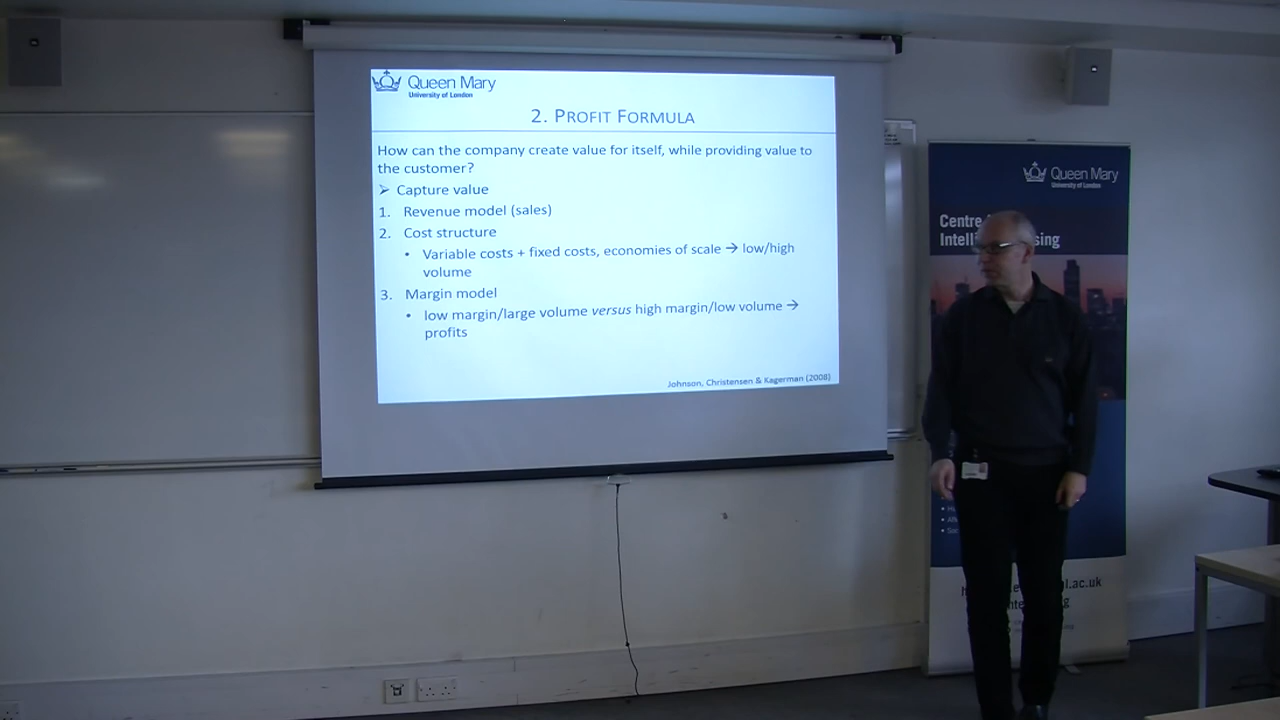 Queen Mary
University of London
2. PROFIT FORMULA
How can the company create value for itself, while providing value to
the customer?
➢ Capture value
1. Revenue model (sales)
2. Cost structure
• Variable costs + fixed costs, economies of scale → low/high
volume
3. Margin model
• low margin/large volume versus high margin/low volume →
profits
Johnson, Christensen & Kagerman (2008)
Queen Mary
University of London
Centre
Intelli sing
l.ac.uk